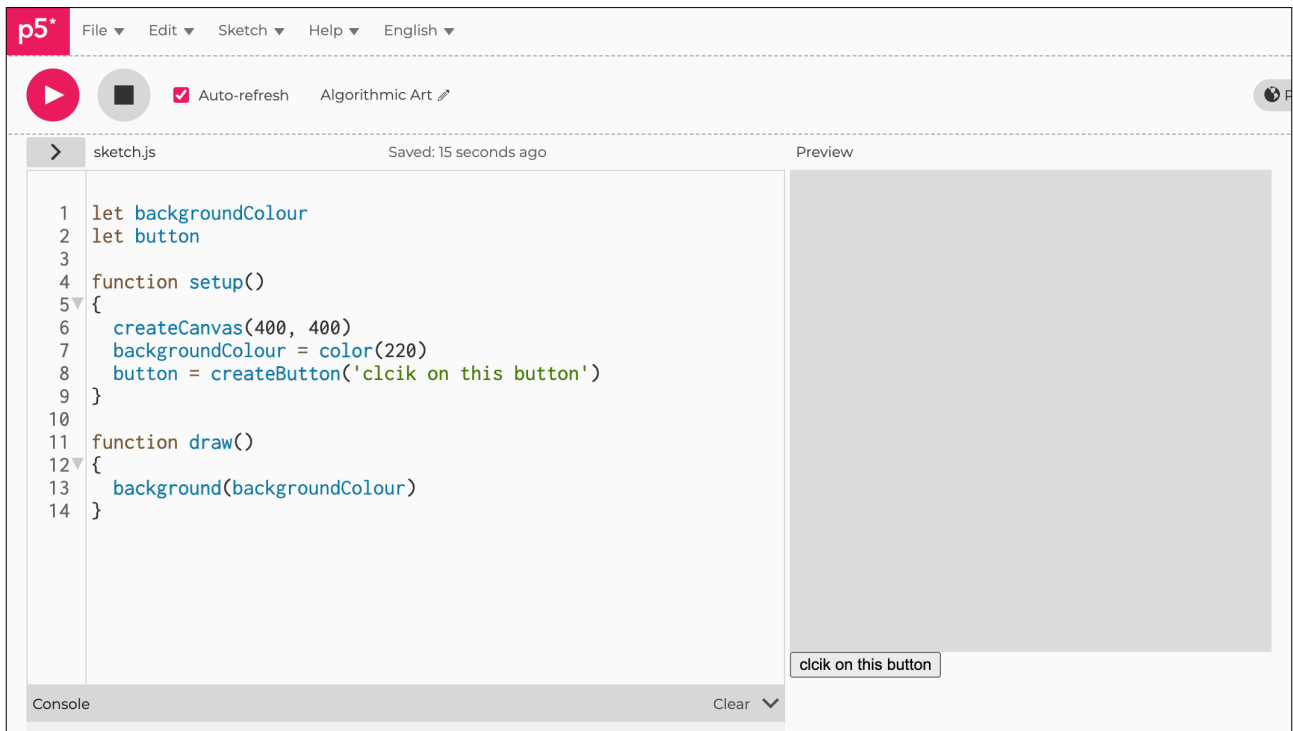 p5* File Edit Sketch Help English
Auto-refresh Algorithmic Art
sketch.js Saved: 15 seconds ago Preview
1 let backgroundColour
2 let button
3
4 function setup()
5 {
6 createCanvas(400, 400)
7 backgroundColour = color(220)
8 button = createButton('clcik on this button')
9 }
10
11 function draw()
12 {
13 background(backgroundColour)
14 }
clcik on this button
Console Clear